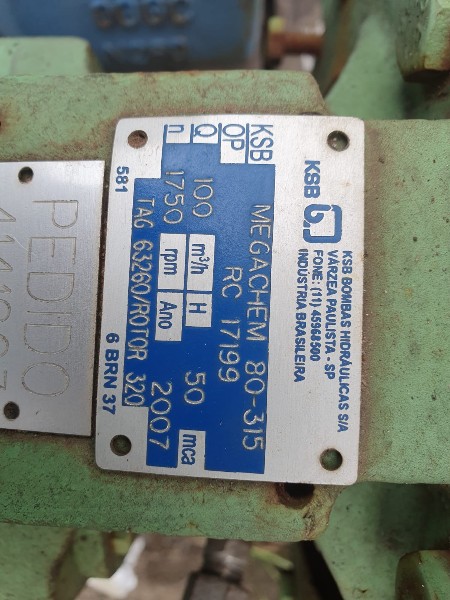 KSB
KSB BOMBAS HIDRÁULICAS S/A
VÁRZEA PAULISTA - SP
FONE: (11) 45968500
INDÚSTRIA BRASILEIRA
KSB MEGACHEM 80-315
OP RC 17199
Q 100 m³/h H 50 mca
n 1750 rpm Ano 2007
TAG 63260/ROTOR 320
581 6 BRN 37
PEDIDO